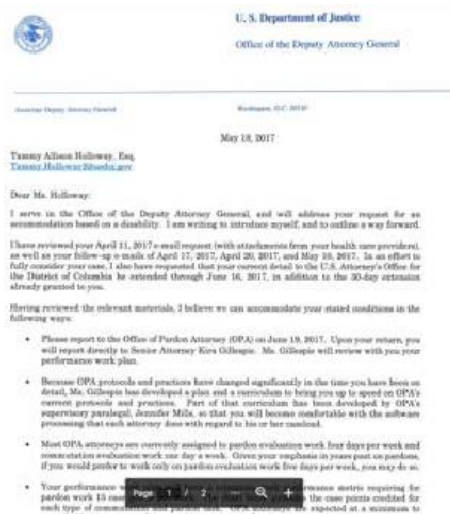 U. S. Department of Justice
Office of the Deputy Attorney General
Washington, D.C. 20530
May 18, 2017
Tammy Allison Holloway, Esq.
Dear Ms. Holloway:
I serve in the Office of the Deputy Attorney General, and will address your request for an
accommodation based on a disability. I am writing to introduce myself, and to outline a way forward.
I have reviewed your April 11, 2017 e-mail request (with attachments from your health care providers),
as well as your follow-up e-mails of April 17, 2017, April 20, 2017, and May 10, 2017. In an effort to
fully consider your case, I also have requested that your current detail to the U.S. Attorney's Office for
the District of Columbia be extended through June 16, 2017, in addition to the 30-day extension
already granted to you.
Having reviewed the relevant materials, I believe we can accommodate your stated conditions in the
following ways:
• Please report to the Office of Pardon Attorney (OPA) on June 19, 2017. Upon your return, you
will report directly to Senior Attorney Kira Gillespie. Ms. Gillespie will review with you your
performance work plan.
• Because OPA protocols and practices have changed significantly in the time you have been on
detail, Ms. Gillespie has developed a plan and a curriculum to bring you up to speed on OPA's
current protocols and practices. Part of that curriculum has been developed by OPA's
supervisory paralegal, Jennifer Mills, so that you will become comfortable with the software
processing that each attorney does with regard to his or her caseload.
• Most OPA attorneys are currently assigned to pardon evaluation work four days per week and
commutation evaluation work one day a week. Given your emphasis in years past on pardons,
if you would prefer to work only on pardon evaluation work five days per week, you may do so.
• Your performance metric requiring for
pardon work 15 the case points credited for
each type of are expected at a minimum to
Page / 2